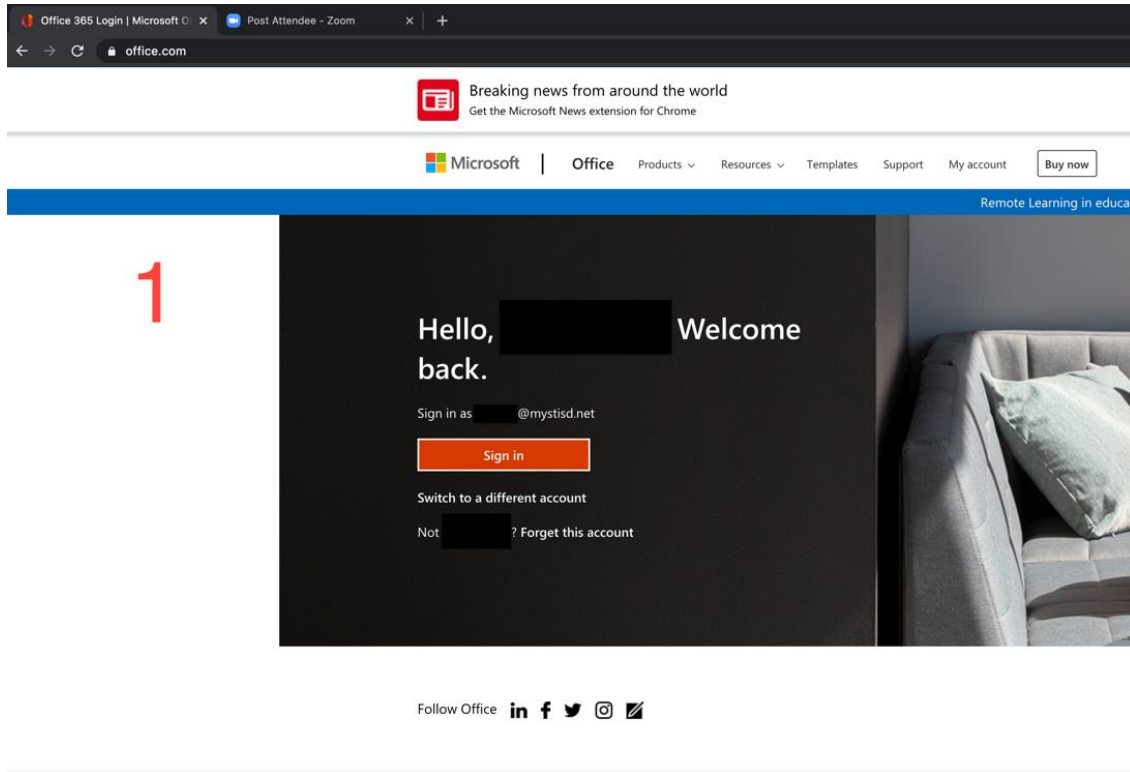 Office 365 Login | Microsoft O
Post Attendee - Zoom
office.com
Breaking news from around the world
Get the Microsoft News extension for Chrome
Microsoft | Office Products Resources Templates Support My account Buy now
Remote Learning in educa
1
Hello, Welcome
back.
Sign in as @mystisd.net
Sign in
Switch to a different account
Not ? Forget this account
Follow Office